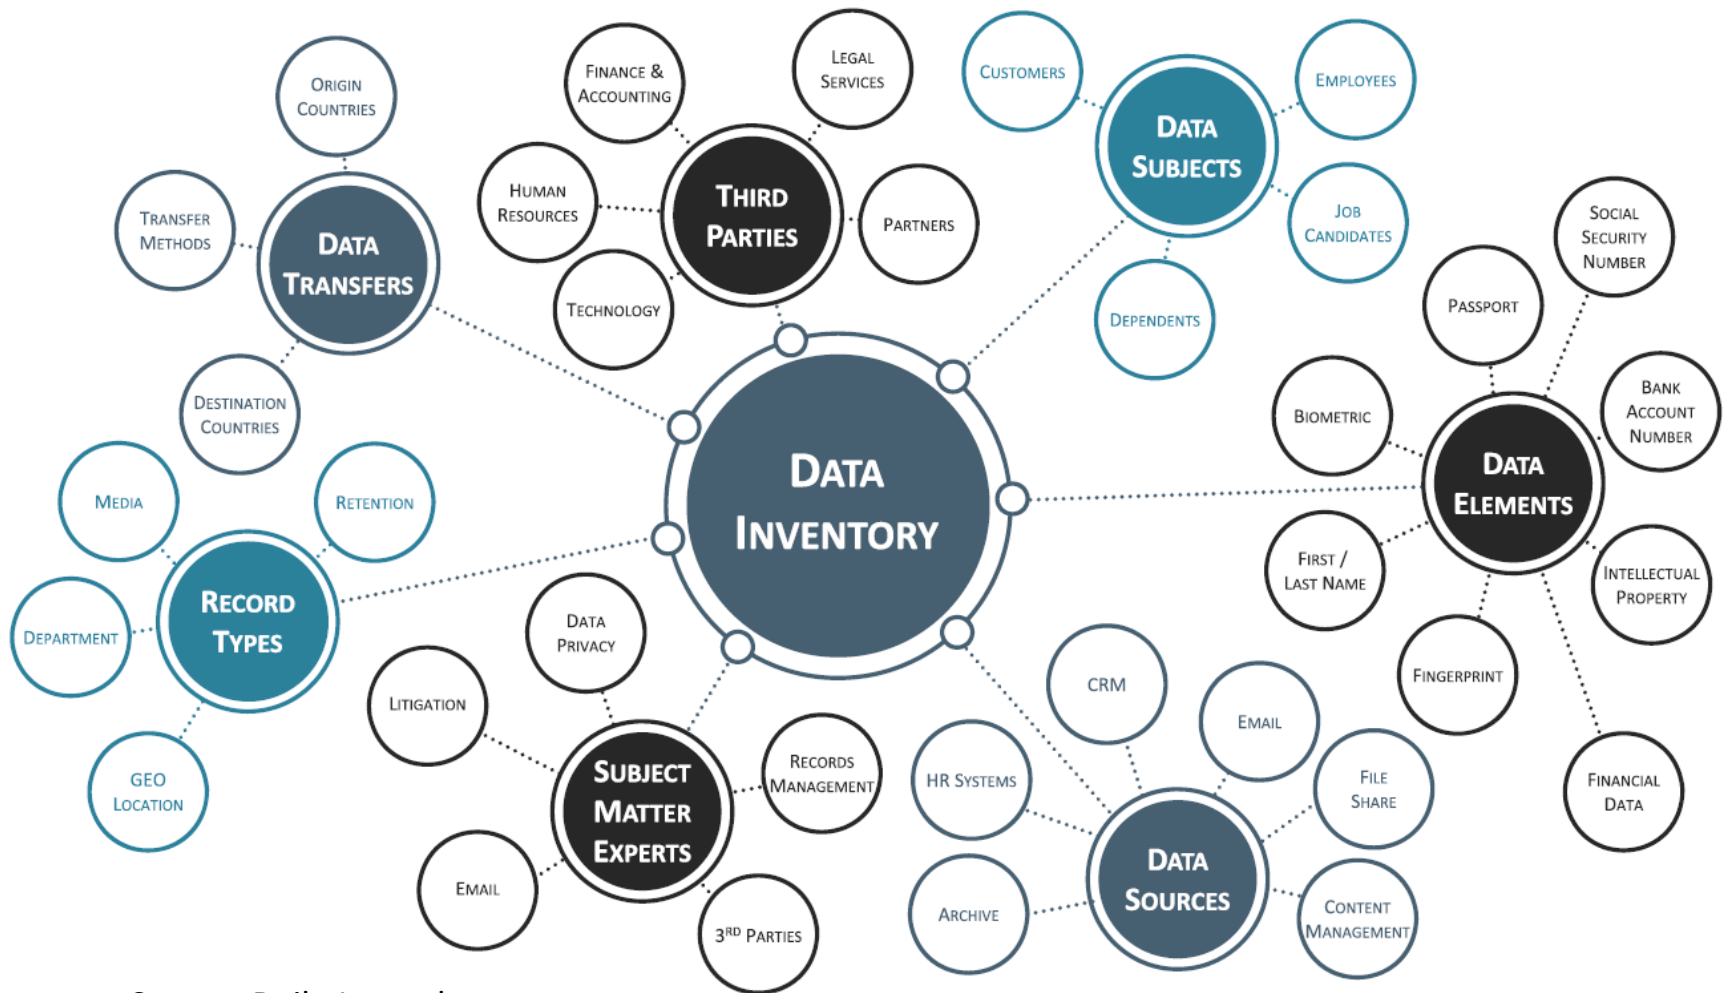 ORIGIN
COUNTRIES
TRANSFER
METHODS
DATA
TRANSFERS
DESTINATION
COUNTRIES
FINANCE &
ACCOUNTING
LEGAL
SERVICES
HUMAN
RESOURCES
THIRD
PARTIES
PARTNERS
TECHNOLOGY
CUSTOMERS
DATA
SUBJECTS
EMPLOYEES
JOB
CANDIDATES
DEPENDENTS
SOCIAL
SECURITY
NUMBER
PASSPORT
BIOMETRIC
BANK
ACCOUNT
NUMBER
DATA
ELEMENTS
FIRST /
LAST NAME
INTELLECTUAL
PROPERTY
FINGERPRINT
FINANCIAL
DATA
DATA
INVENTORY
MEDIA
RETENTION
RECORD
TYPES
DEPARTMENT
GEO
LOCATION
DATA
PRIVACY
LITIGATION
SUBJECT
MATTER
EXPERTS
RECORDS
MANAGEMENT
EMAIL
3RD PARTIES
CRM
EMAIL
HR SYSTEMS
FILE
SHARE
DATA
SOURCES
ARCHIVE
CONTENT
MANAGEMENT